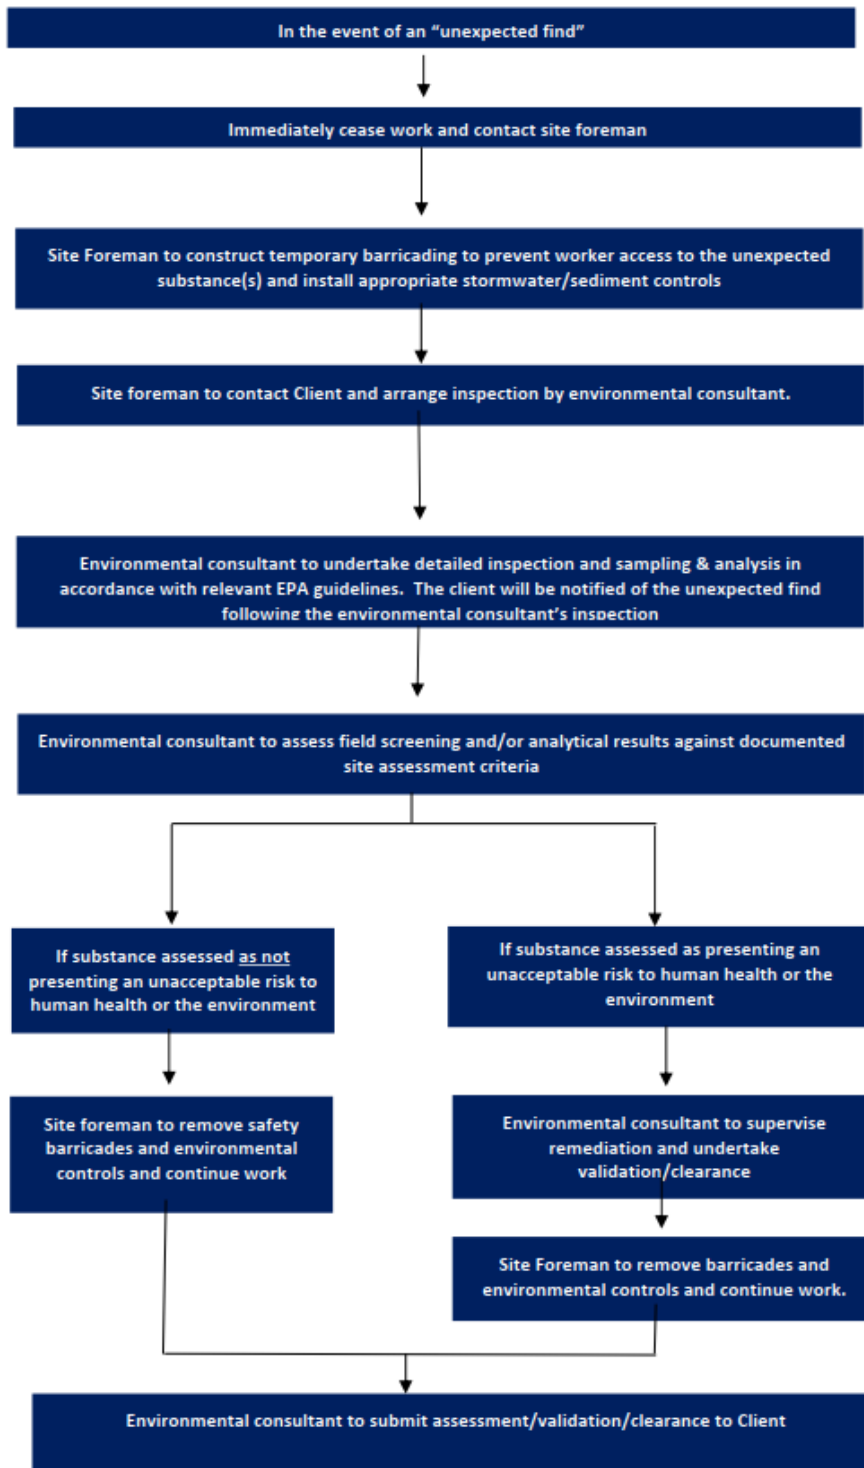 In the event of an “unexpected find”
Immediately cease work and contact site foreman
Site Foreman to construct temporary barricading to prevent worker access to the unexpected
substance(s) and install appropriate stormwater/sediment controls
Site foreman to contact Client and arrange inspection by environmental consultant.
Environmental consultant to undertake detailed inspection and sampling & analysis in
accordance with relevant EPA guidelines.  The client will be notified of the unexpected find
following the environmental consultant’s inspection
Environmental consultant to assess field screening and/or analytical results against documented
site assessment criteria
If substance assessed as not
presenting an unacceptable risk to
human health or the environment
If substance assessed as presenting an
unacceptable risk to human health or the
environment
Site foreman to remove safety
barricades and environmental
controls and continue work
Environmental consultant to supervise
remediation and undertake
validation/clearance
Site Foreman to remove barricades and
environmental controls and continue work.
Environmental consultant to submit assessment/validation/clearance to Client